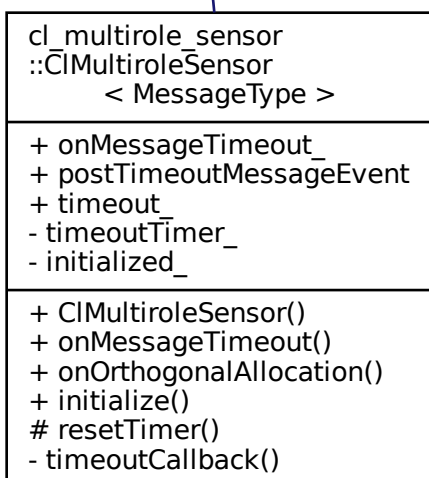 cl_multirole_sensor
::ClMultiroleSensor
< MessageType >
+ onMessageTimeout_
+ postTimeoutMessageEvent
+ timeout_
- timeoutTimer_
- initialized_
+ ClMultiroleSensor()
+ onMessageTimeout()
+ onOrthogonalAllocation()
+ initialize()
# resetTimer()
- timeoutCallback()